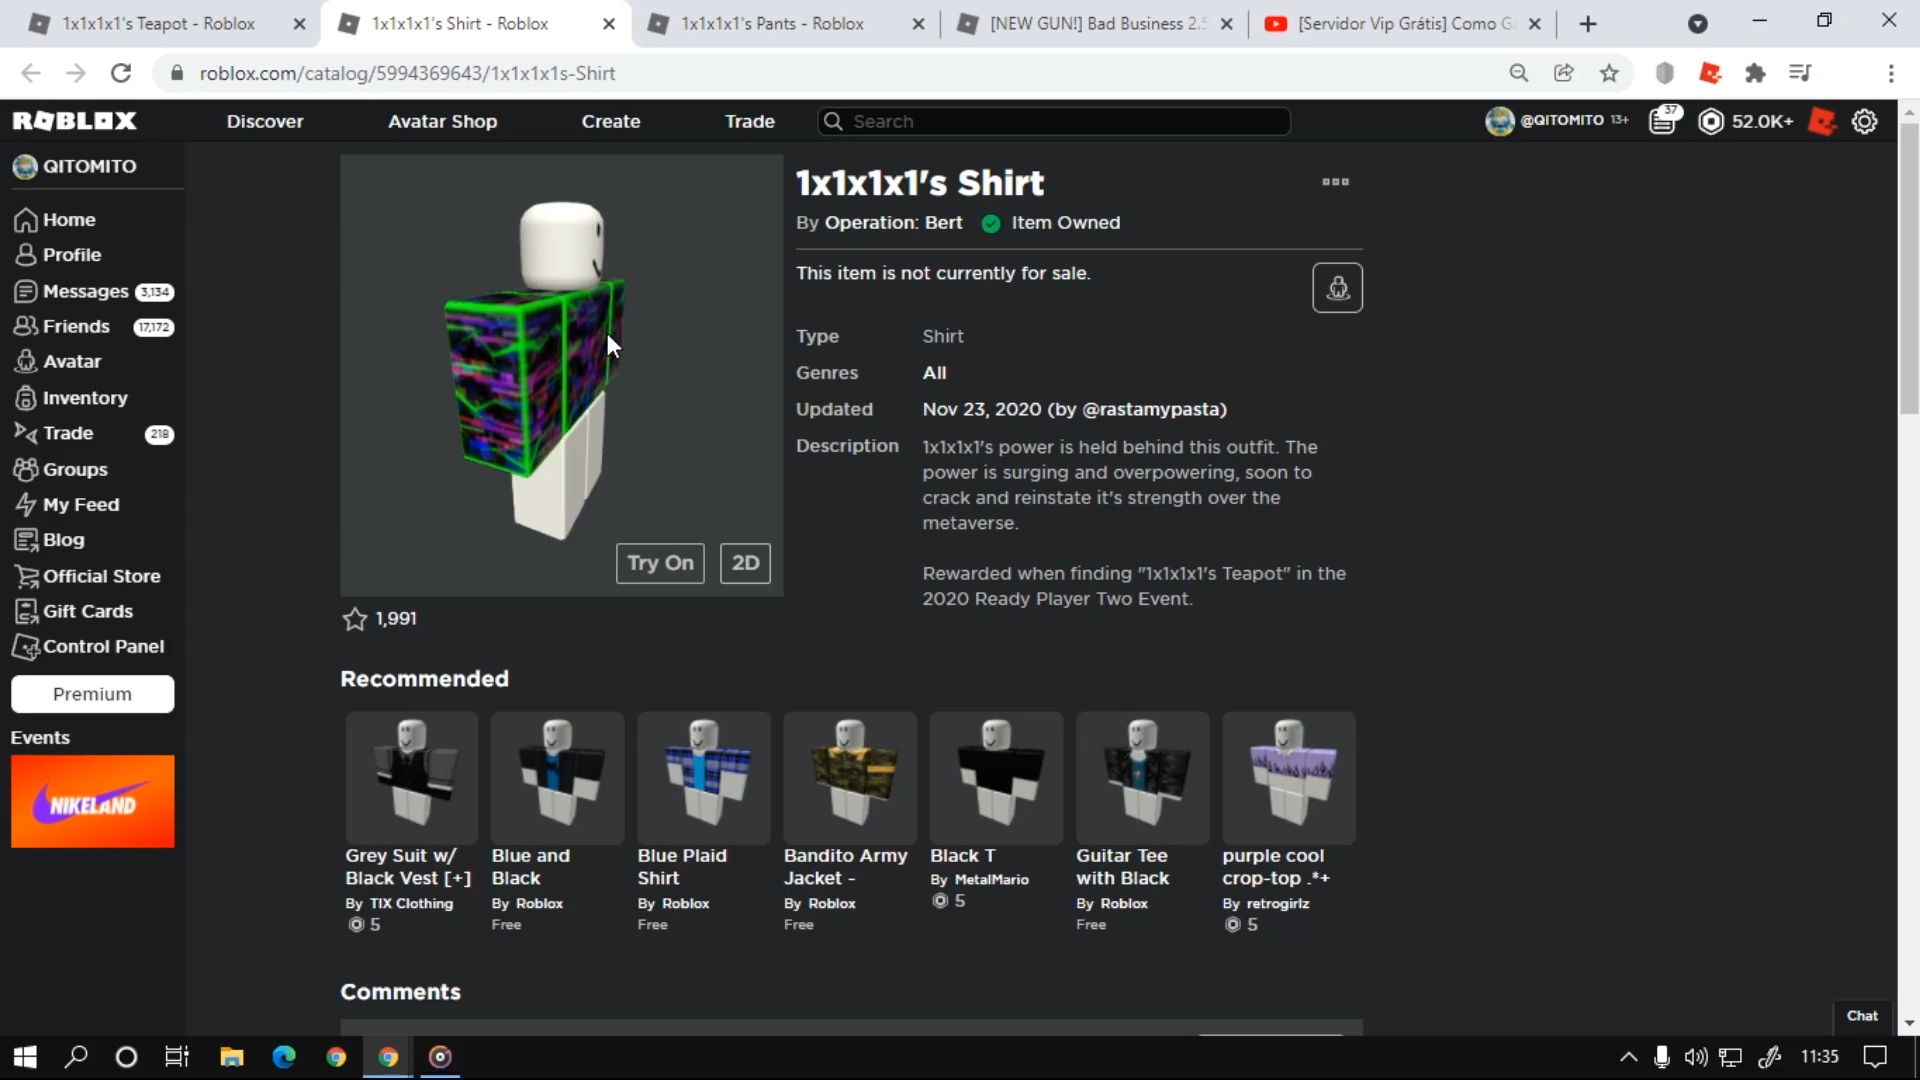 1x1x1x1's Teapot - Roblox
1x1x1x1's Shirt - Roblox
1x1x1x1's Pants - Roblox
[NEW GUN!] Bad Business 2.5
[Servidor Vip Grátis] Como G
roblox.com/catalog/5994369643/1x1x1x1s-Shirt
ROBLOX
Discover
Avatar Shop
Create
Trade
Search
@QITOMITO 13+
37
52.0K+
QITOMITO
Home
Profile
Messages 3,134
Friends 17,172
Avatar
Inventory
Trade 218
Groups
My Feed
Blog
Official Store
Gift Cards
Control Panel
Premium
Events
NIKELAND
1x1x1x1's Shirt
By Operation: Bert Item Owned
This item is not currently for sale.
Type Shirt
Genres All
Updated Nov 23, 2020 (by @rastamypasta)
Description 1x1x1x1's power is held behind this outfit. The
power is surging and overpowering, soon to
crack and reinstate it's strength over the
metaverse.
Rewarded when finding "1x1x1x1's Teapot" in the
2020 Ready Player Two Event.
Try On
2D
1,991
Recommended
Grey Suit w/
Black Vest [+]
By TIX Clothing
5
Blue and
Black
By Roblox
Free
Blue Plaid
Shirt
By Roblox
Free
Bandito Army
Jacket -
By Roblox
Free
Black T
By MetalMario
5
Guitar Tee
with Black
By Roblox
Free
purple cool
crop-top .*+
By retrogirlz
5
Comments
Chat
11:35